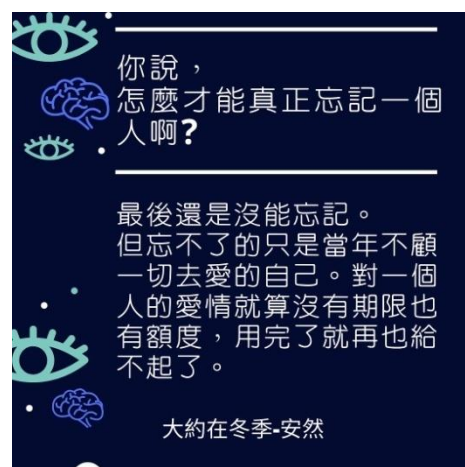 你說，
怎麼才能真正忘記一個
人啊?
最後還是沒能忘記。
但忘不了的只是當年不顧
一切去愛的自己。對一個
人的愛情就算沒有期限也
有額度，用完了就再也給
不起了。
大約在冬季-安然